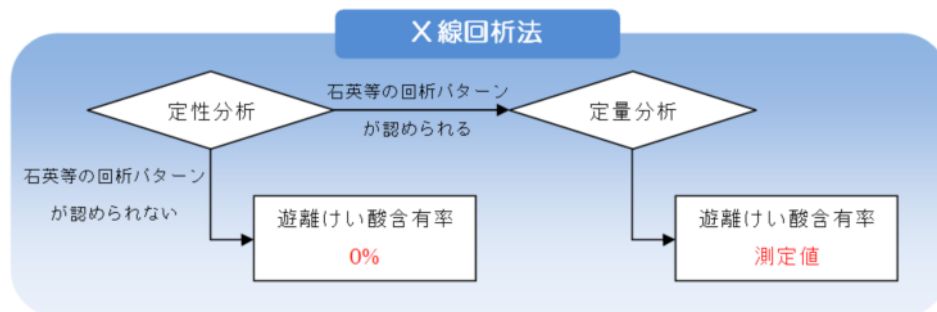 X線回析法
定性分析
石英等の回析パターン
が認められる
定量分析
石英等の回析パターン
が認められない
遊離けい酸含有率
0%
遊離けい酸含有率
測定値